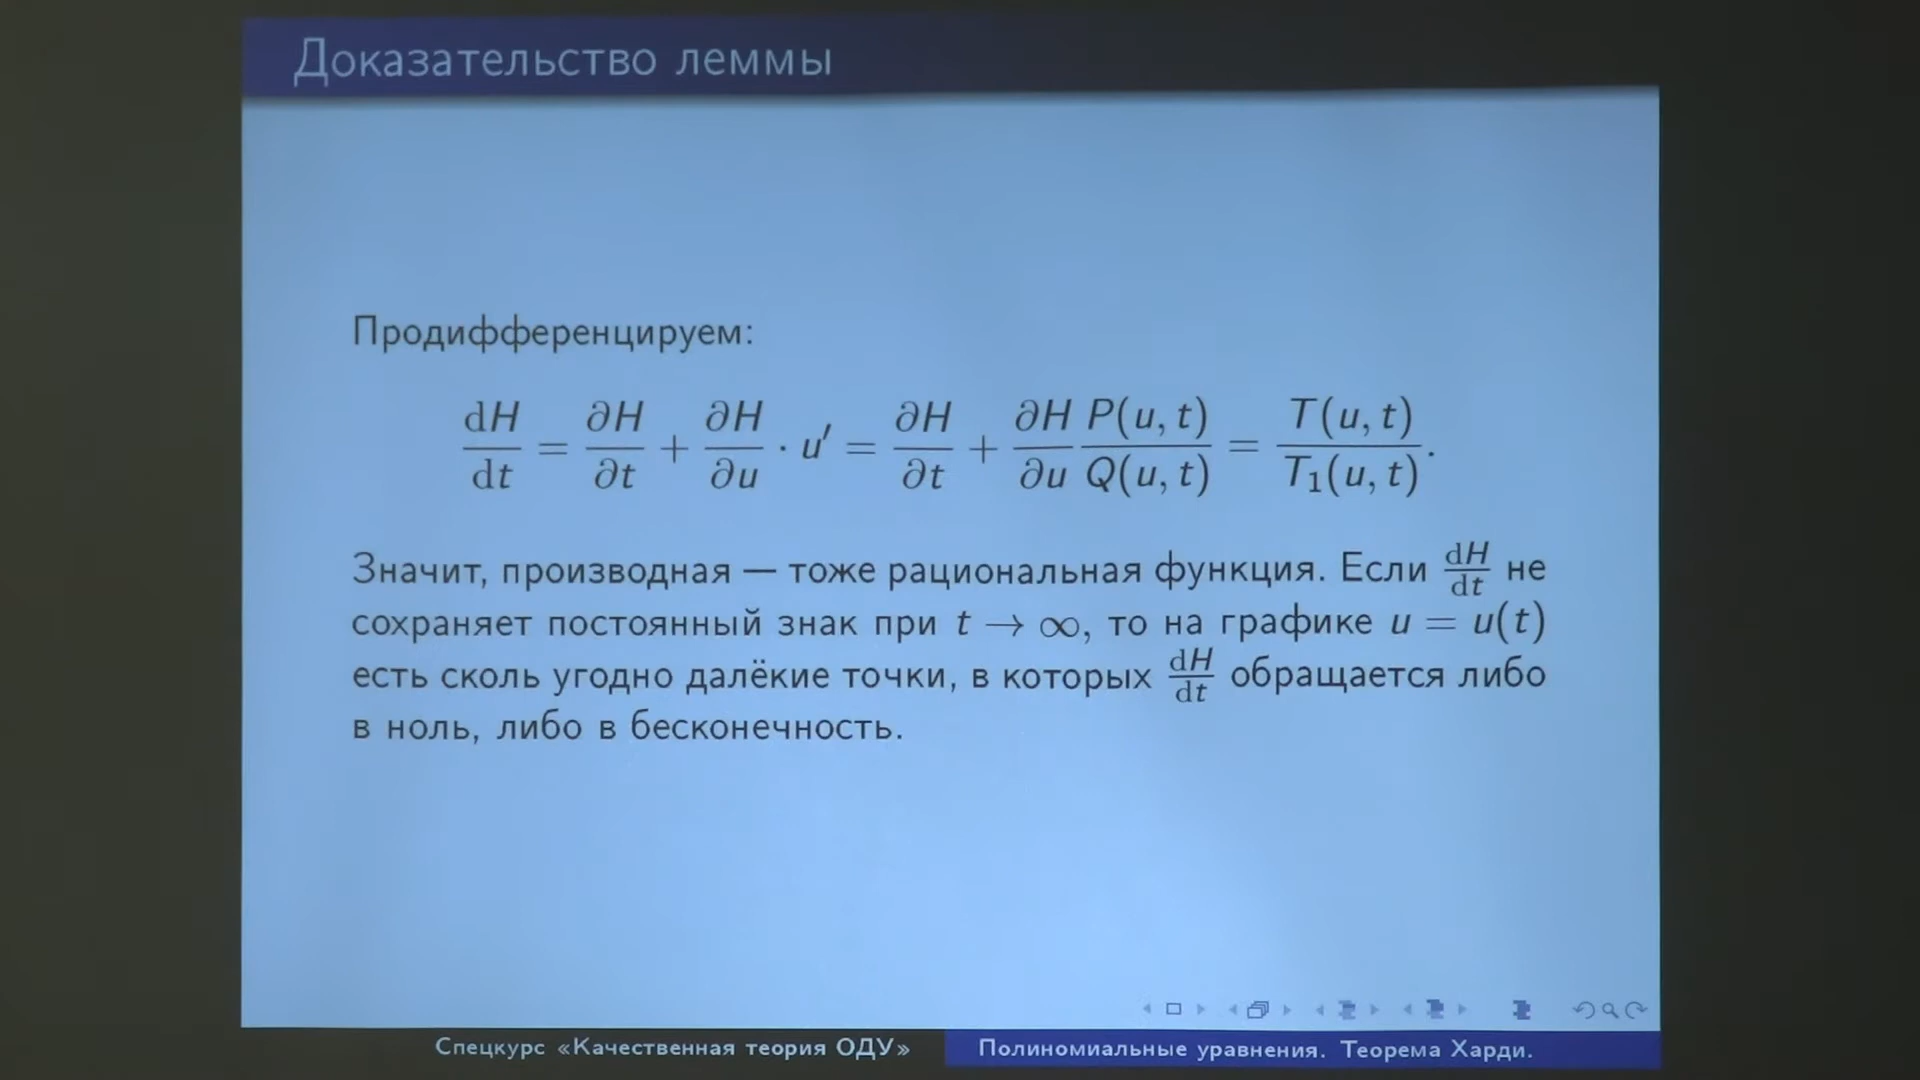 Доказательство леммы
Продифференцируем:
dH/dt = ∂H/∂t + ∂H/∂u · u′ = ∂H/∂t + ∂H/∂u P(u, t)/Q(u, t) = T(u, t)/T₁(u, t).
Значит, производная — тоже рациональная функция. Если dH/dt не
сохраняет постоянный знак при t → ∞, то на графике u = u(t)
есть сколь угодно далёкие точки, в которых dH/dt обращается либо
в ноль, либо в бесконечность.
Спецкурс «Качественная теория ОДУ»
Полиномиальные уравнения. Теорема Харди.